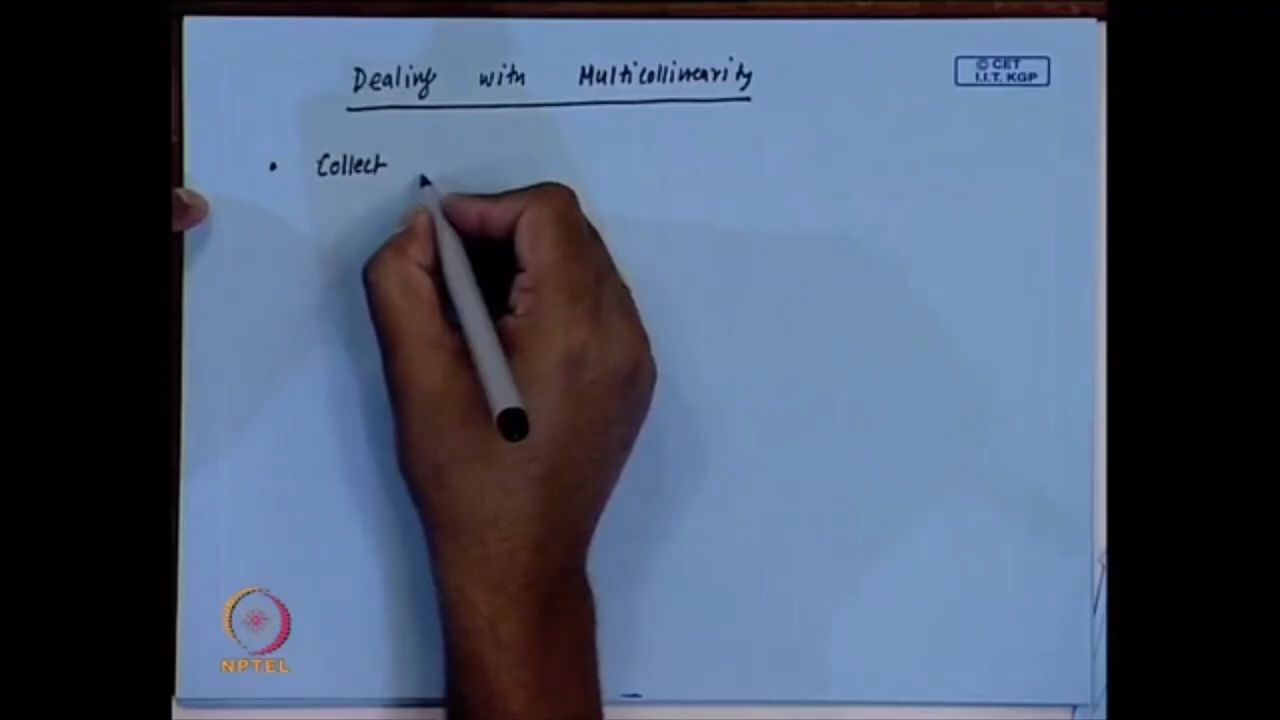 Dealing with Multicollinearity
© CET
I.I.T. KGP
• Collect
NPTEL